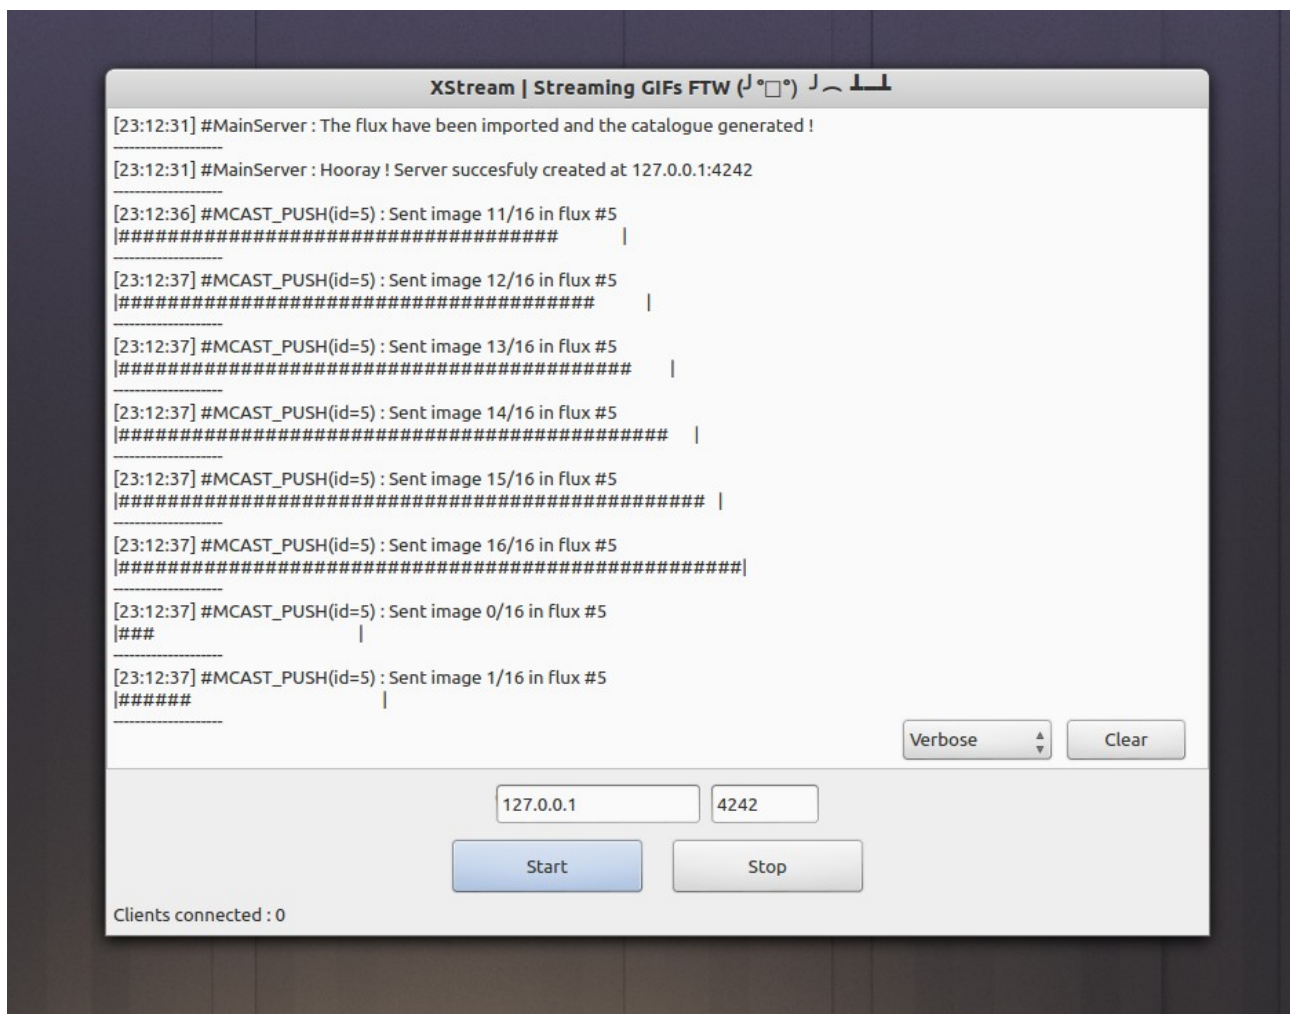 XStream | Streaming GIFs FTW (╯°□°）╯︵ ┻━┻
[23:12:31] #MainServer : The flux have been imported and the catalogue generated !
--------------------
[23:12:31] #MainServer : Hooray ! Server succesfuly created at 127.0.0.1:4242
--------------------
[23:12:36] #MCAST_PUSH(id=5) : Sent image 11/16 in flux #5
|####################################               |
--------------------
[23:12:37] #MCAST_PUSH(id=5) : Sent image 12/16 in flux #5
|#######################################            |
--------------------
[23:12:37] #MCAST_PUSH(id=5) : Sent image 13/16 in flux #5
|##########################################         |
--------------------
[23:12:37] #MCAST_PUSH(id=5) : Sent image 14/16 in flux #5
|#############################################      |
--------------------
[23:12:37] #MCAST_PUSH(id=5) : Sent image 15/16 in flux #5
|################################################   |
--------------------
[23:12:37] #MCAST_PUSH(id=5) : Sent image 16/16 in flux #5
|###################################################|
--------------------
[23:12:37] #MCAST_PUSH(id=5) : Sent image 0/16 in flux #5
|###                                                |
--------------------
[23:12:37] #MCAST_PUSH(id=5) : Sent image 1/16 in flux #5
|######                                             |
--------------------
Verbose Clear
127.0.0.1 4242
Start Stop
Clients connected : 0